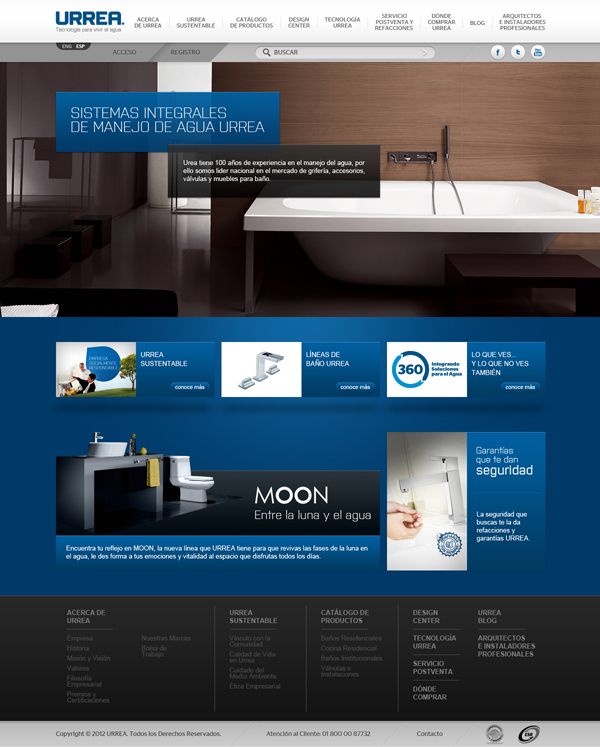 URREA.
Tecnología para vivir el agua
ACERCA
DE URREA
URREA
SUSTENTABLE
CATÁLOGO
DE PRODUCTOS
DESIGN
CENTER
TECNOLOGÍA
URREA
SERVICIO
POSTVENTA Y
REFACCIONES
DÓNDE
COMPRAR
URREA
BLOG
ARQUITECTOS
E INSTALADORES
PROFESIONALES
ENG ESP
ACCESO
REGISTRO
BUSCAR
You
SISTEMAS INTEGRALES
DE MANEJO DE AGUA URREA
Urea tiene 100 años de experiencia en el manejo del agua, por
ello somos lider nacional en el mercado de grifería, accesorios,
válvulas y muebles para baño.
EMPRESA
SOCIALMENTE
RESPONSABLE
URREA
SUSTENTABLE
conoce más
LÍNEAS DE
BAÑO URREA
conoce más
360
Integrando
Soluciones
para el Agua
LO QUE VES...
Y LO QUE NO VES
TAMBIÉN
conoce más
MOON
Entre la luna y el agua
Encuentra tu reflejo en MOON, la nueva línea que URREA tiene para que revivas las fases de la luna en
el agua, le des forma a tus emociones y vitalidad al espacio que disfrutas todos los días.
Garantías
que te dan
seguridad
La seguridad que
buscas te la da
refacciones y
garantías URREA.
ACERCA DE
URREA
Empresa
Historia
Misión y Visión
Valores
Filosofía
Empresarial
Premios y
Certificaciones
Nuestras Marcas
Bolsa de
Trabajo
URREA
SUSTENTABLE
Vínculo con la
Comunidad
Calidad de Vida
en Urrea
Cuidado del
Medio Ambiente
Ética Empresarial
CATÁLOGO DE
PRODUCTOS
Baños Residenciales
Cocina Residencial
Baños Institucionales
Válvulas e
Instalaciones
DESIGN
CENTER
TECNOLOGÍA
URREA
SERVICIO
POSTVENTA
DÓNDE
COMPRAR
URREA
BLOG
ARQUITECTOS
E INSTALADORES
PROFESIONALES
Copyright © 2012 URREA. Todos los Derechos Reservados.
Atención al Cliente: 01 800 00 87732
Contacto
ESR